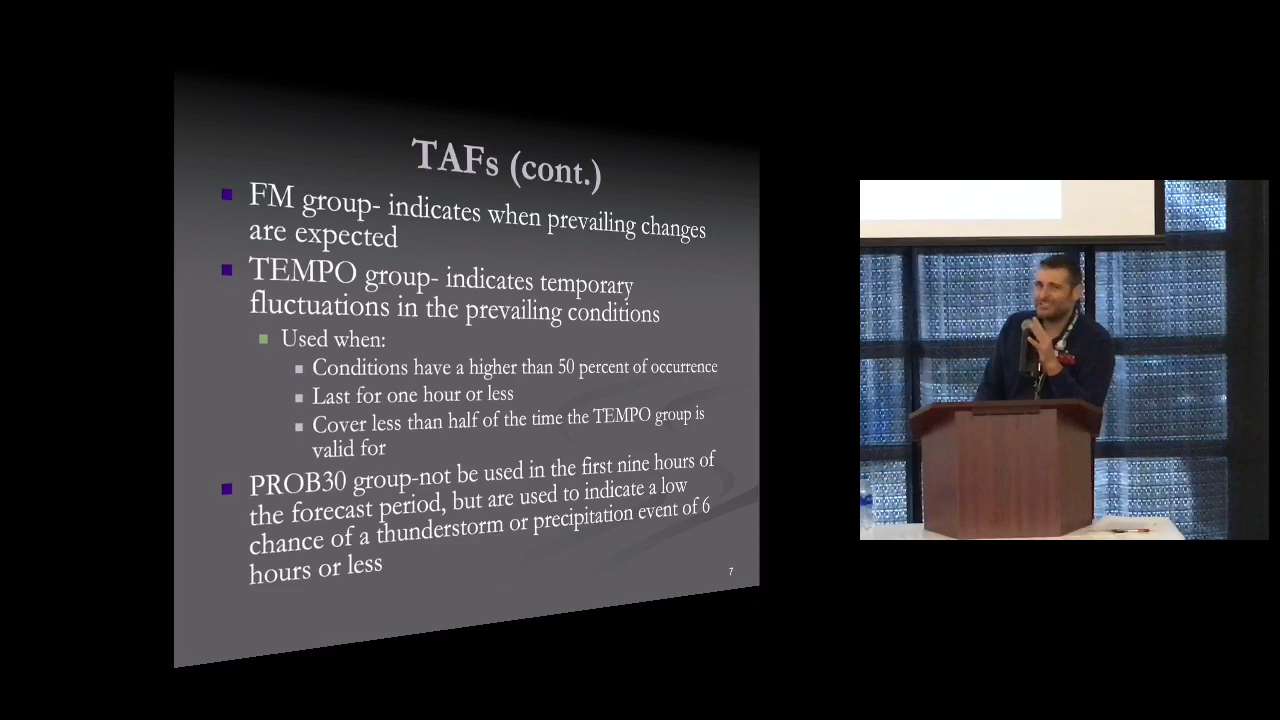 TAFs (cont.)
FM group- indicates when prevailing changes
are expected
TEMPO group- indicates temporary
fluctuations in the prevailing conditions
Used when:
Conditions have a higher than 50 percent of occurrence
Last for one hour or less
Cover less than half of the time the TEMPO group is
valid for
PROB30 group-not be used in the first nine hours of
the forecast period, but are used to indicate a low
chance of a thunderstorm or precipitation event of 6
hours or less
7